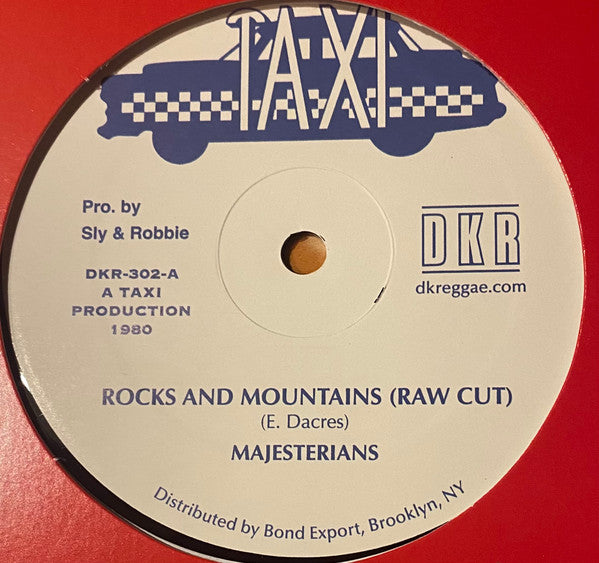 TAXI
Pro. by
Sly & Robbie
DKR-302-A
A TAXI
PRODUCTION
1980
DKR
dkreggae.com
ROCKS AND MOUNTAINS (RAW CUT)
(E. Dacres)
MAJESTERIANS
Distributed by Bond Export, Brooklyn, NY